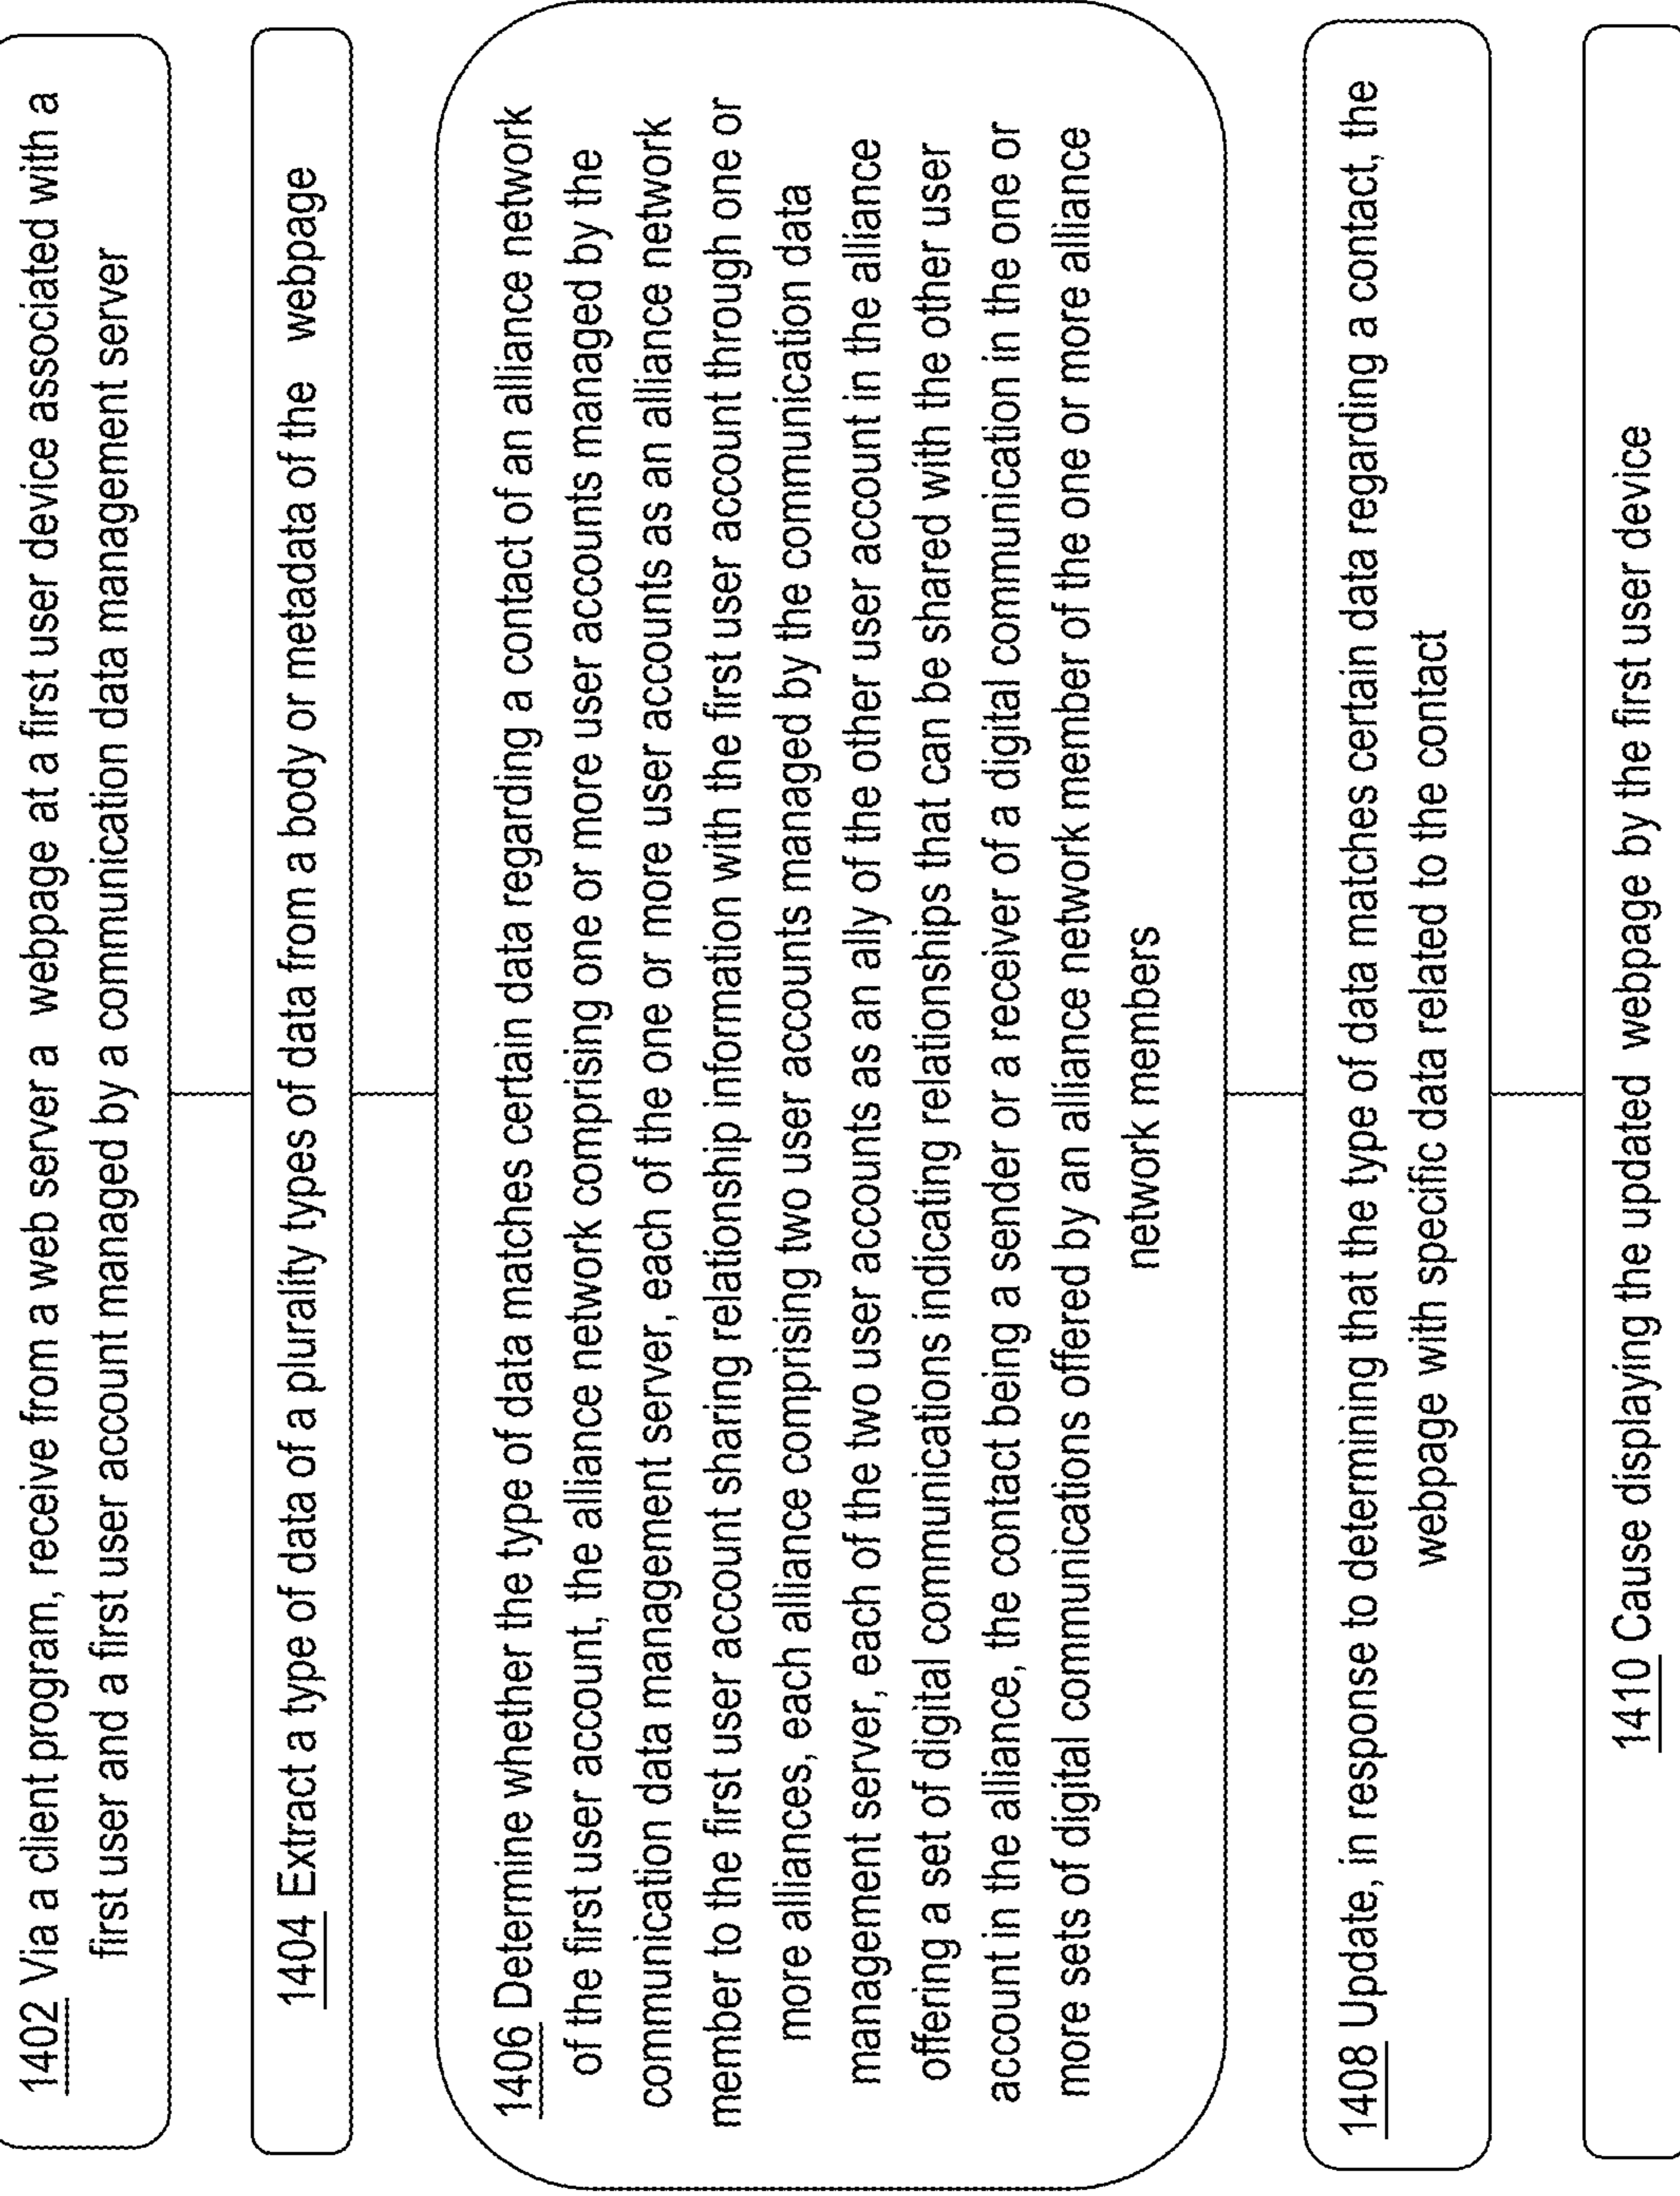 1402 Via a client program, receive from a web server a webpage at a first user device associated with a
first user and a first user account managed by a communication data management server
1404 Extract a type of data of a plurality types of data from a body or metadata of the webpage
1406 Determine whether the type of data matches certain data regarding a contact of an alliance network
of the first user account, the alliance network comprising one or more user accounts managed by the
communication data management server, each of the one or more user accounts as an alliance network
member to the first user account sharing relationship information with the first user account through one or
more alliances, each alliance comprising two user accounts managed by the communication data
management server, each of the two user accounts as an ally of the other user account in the alliance
offering a set of digital communications indicating relationships that can be shared with the other user
account in the alliance, the contact being a sender or a receiver of a digital communication in the one or
more sets of digital communications offered by an alliance network member of the one or more alliance
network members
1408 Update, in response to determining that the type of data matches certain data regarding a contact, the
webpage with specific data related to the contact
1410 Cause displaying the updated webpage by the first user device